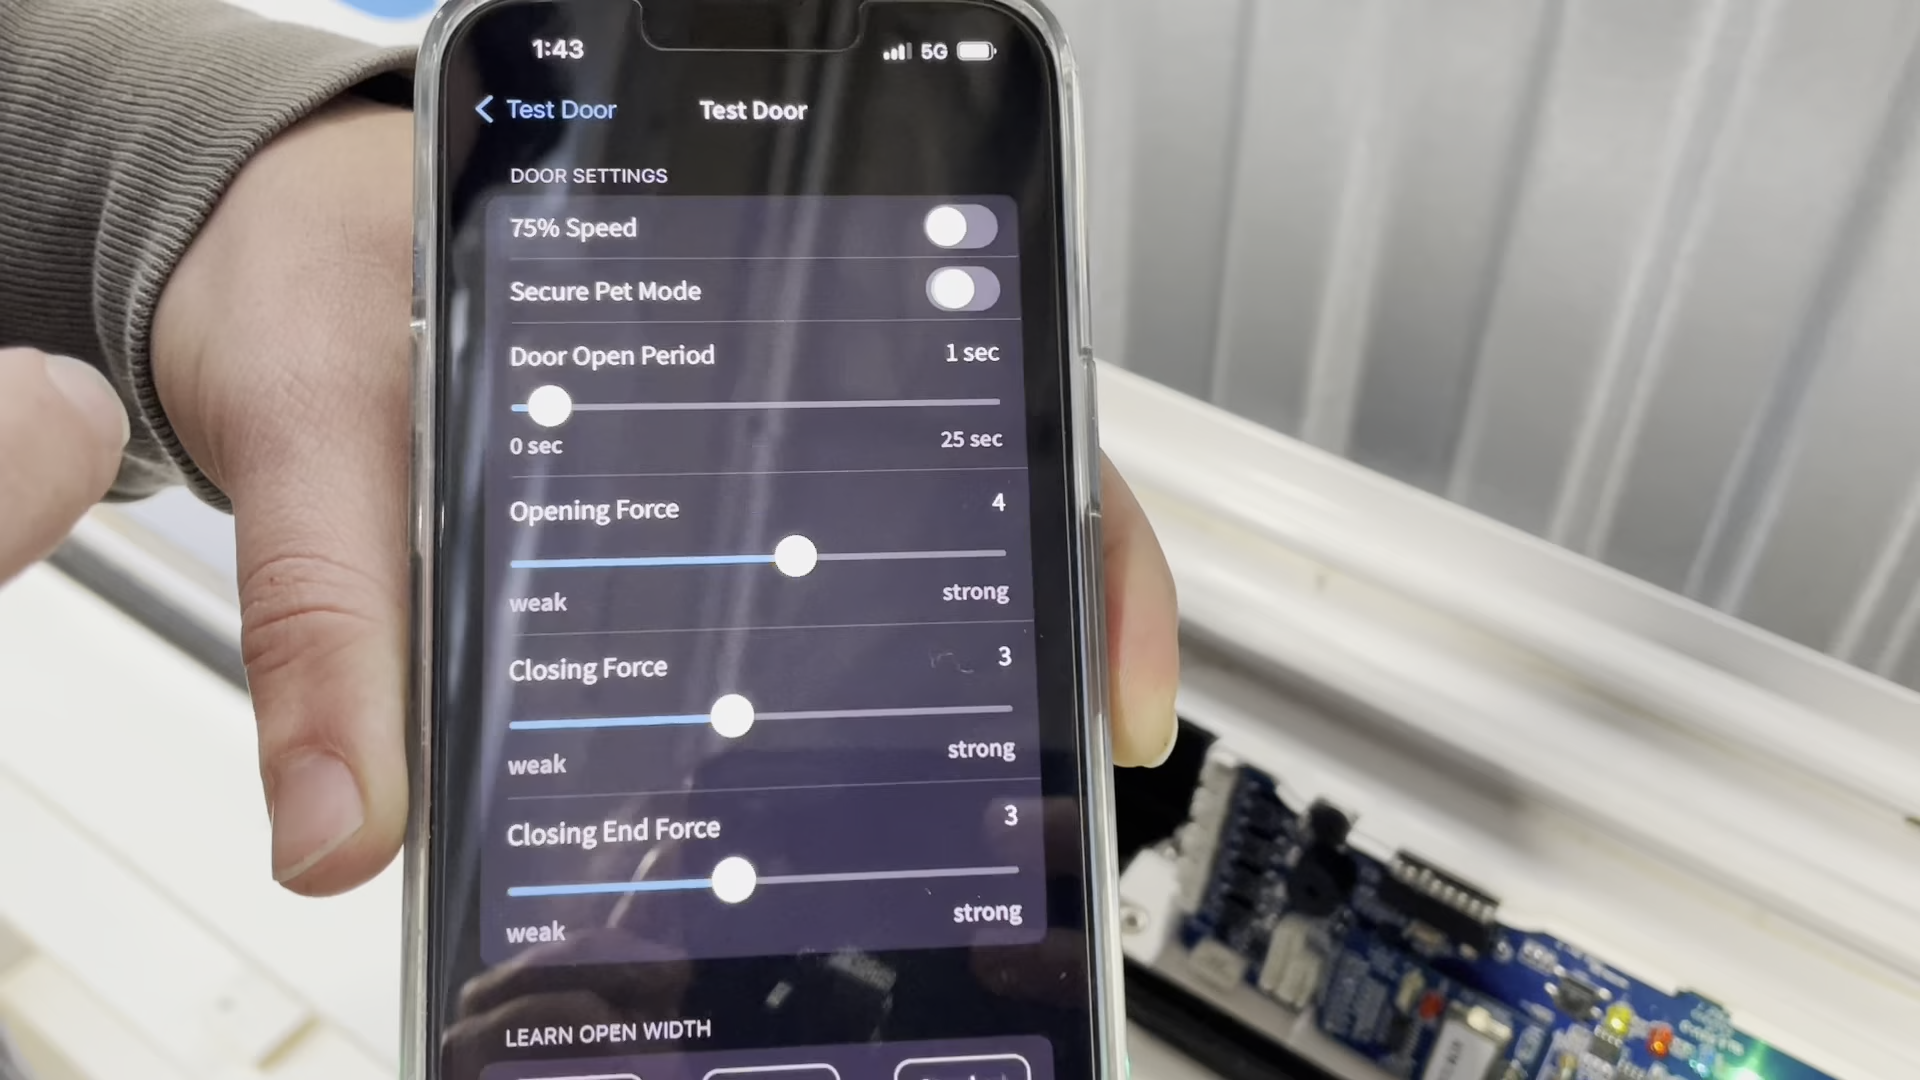 1:43 5G
Test Door Test Door
DOOR SETTINGS
75% Speed
Secure Pet Mode
Door Open Period 1 sec
0 sec 25 sec
Opening Force 4
weak strong
Closing Force 3
weak strong
Closing End Force 3
weak strong
LEARN OPEN WIDTH